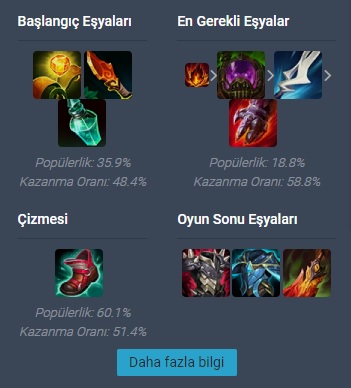 Başlangıç Eşyaları
Popülerlik: 35.9%
Kazanma Oranı: 48.4%
En Gerekli Eşyalar
Popülerlik: 18.8%
Kazanma Oranı: 58.8%
Çizmesi
Popülerlik: 60.1%
Kazanma Oranı: 51.4%
Oyun Sonu Eşyaları
Daha fazla bilgi